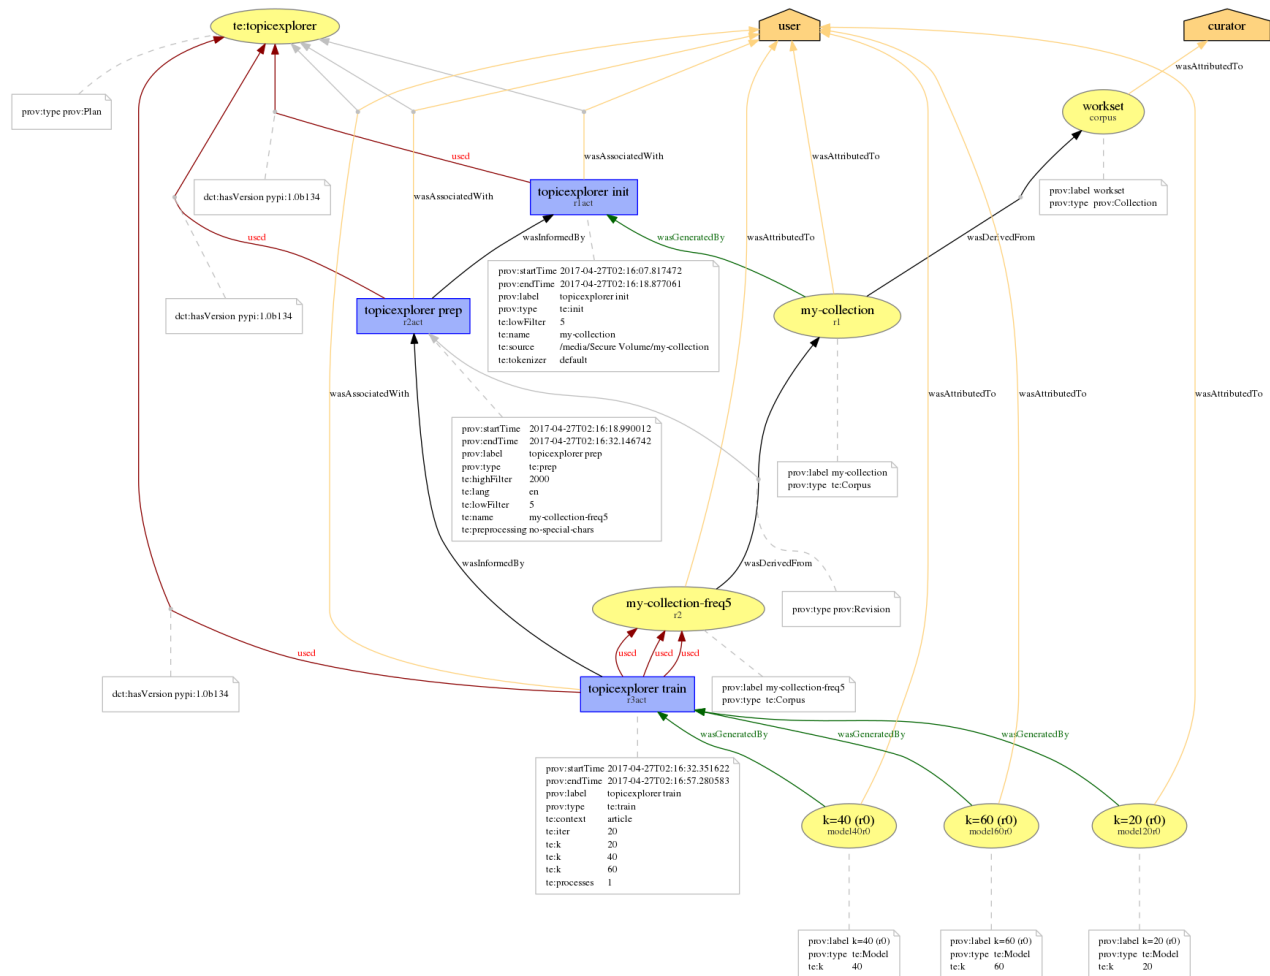 te:topicexplorer
user
curator
wasAttributedTo
prov:type prov:Plan
workset
corpus
used
wasAssociatedWith
wasAttributedTo
dct:hasVersion pypi:1.0b134
topicexplorer init
r1act
wasAssociatedWith
prov:label workset
prov:type prov:Collection
used
wasInformedBy
wasGeneratedBy
wasAttributedTo
wasDerivedFrom
dct:hasVersion pypi:1.0b134
topicexplorer prep
r2act
prov:startTime 2017-04-27T02:16:07.817472
prov:endTime 2017-04-27T02:16:18.877061
prov:label topicexplorer init
prov:type te:init
te:lowFilter 5
te:name my-collection
te:source /media/Secure Volume/my-collection
te:tokenizer default
my-collection
r1
wasAssociatedWith
wasAttributedTo
wasAttributedTo
wasAttributedTo
prov:startTime 2017-04-27T02:16:18.990012
prov:endTime 2017-04-27T02:16:32.146742
prov:label topicexplorer prep
prov:type te:prep
te:highFilter 2000
te:lang en
te:lowFilter 5
te:name my-collection-freq5
te:preprocessing no-special-chars
prov:label my-collection
prov:type te:Corpus
wasInformedBy
wasDerivedFrom
my-collection-freq5
r2
prov:type prov:Revision
used
used
used
used
dct:hasVersion pypi:1.0b134
topicexplorer train
r3act
prov:label my-collection-freq5
prov:type te:Corpus
wasGeneratedBy
wasGeneratedBy
wasGeneratedBy
prov:startTime 2017-04-27T02:16:32.351622
prov:endTime 2017-04-27T02:16:57.280583
prov:label topicexplorer train
prov:type te:train
te:context article
te:iter 20
te:k 20
te:k 40
te:k 60
te:processes 1
k=40 (r0)
model40r0
k=60 (r0)
model60r0
k=20 (r0)
model20r0
prov:label k=40 (r0)
prov:type te:Model
te:k 40
prov:label k=60 (r0)
prov:type te:Model
te:k 60
prov:label k=20 (r0)
prov:type te:Model
te:k 20